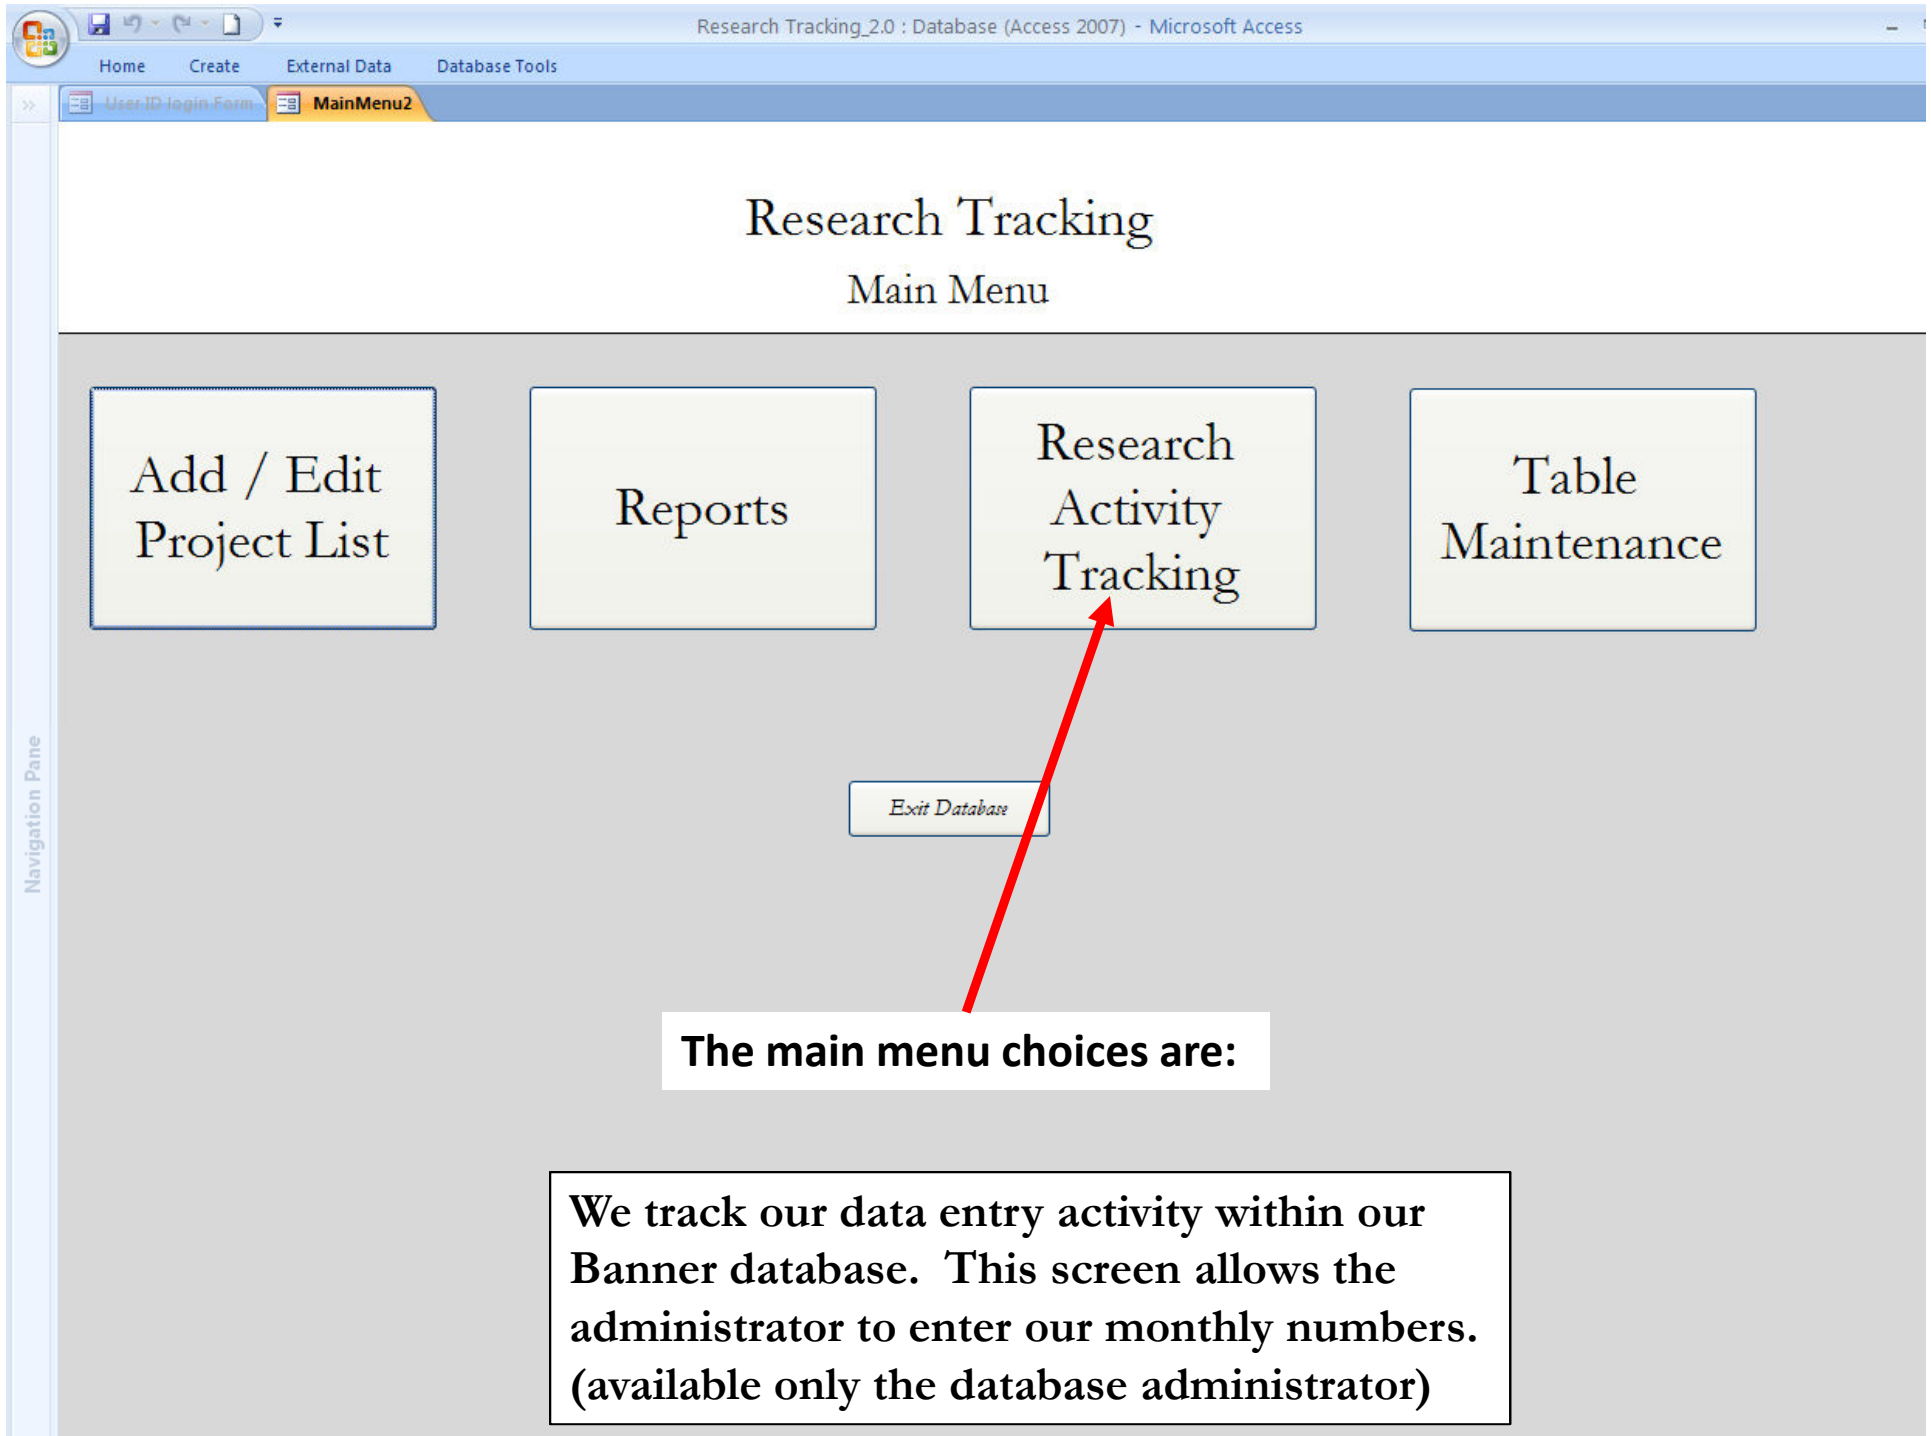 Research Tracking_2.0 : Database (Access 2007) - Microsoft Access
Home Create External Data Database Tools
User ID login Form MainMenu2
Research Tracking
Main Menu
Add / Edit
Project List
Reports
Research
Activity
Tracking
Table
Maintenance
Exit Database
Navigation Pane
The main menu choices are:
We track our data entry activity within our
Banner database.  This screen allows the
administrator to enter our monthly numbers.
(available only the database administrator)